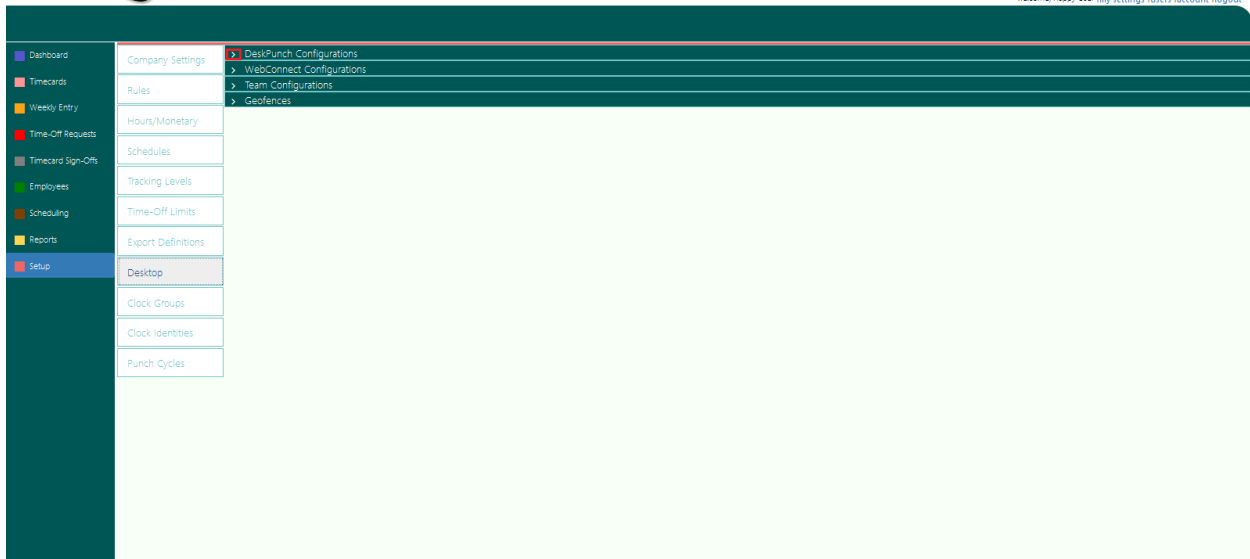 Dashboard
Timecards
Weekly Entry
Time-Off Requests
Timecard Sign-Offs
Employees
Scheduling
Reports
Setup
Company Settings
Rules
Hours/Monetary
Schedules
Tracking Levels
Time-Off Limits
Export Definitions
Desktop
Clock Groups
Clock Identities
Punch Cycles
DeskPunch Configurations
WebConnect Configurations
Team Configurations
Geofences